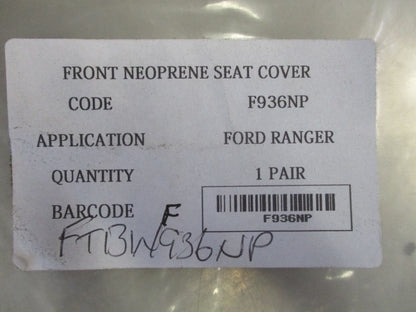 FRONT NEOPRENE SEAT COVER
CODE F936NP
APPLICATION FORD RANGER
QUANTITY 1 PAIR
BARCODE F
F936NP
FTBW936NP